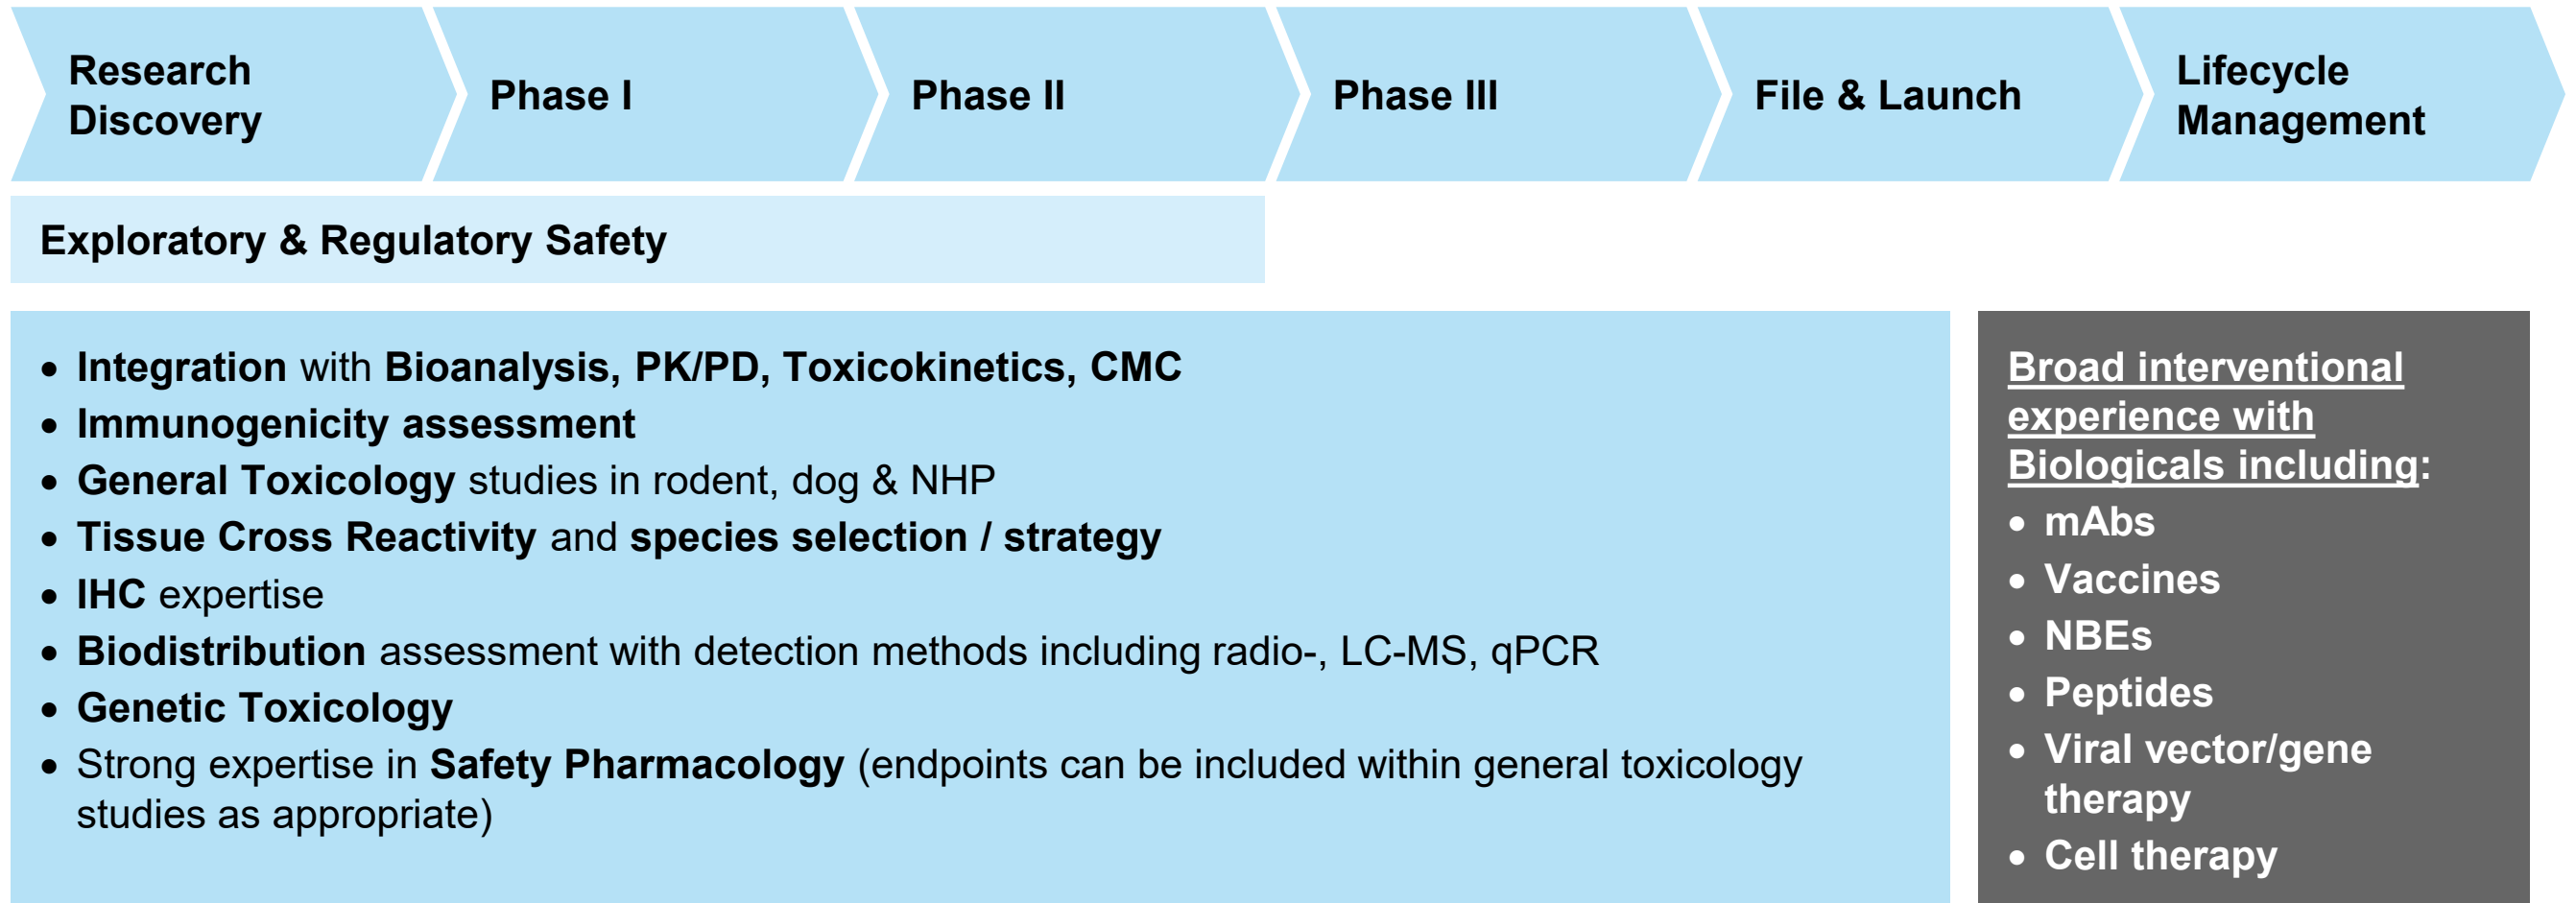 Research
Discovery
Phase I
Phase II
Phase III
File & Launch
Lifecycle
Management
Exploratory & Regulatory Safety
• Integration with Bioanalysis, PK/PD, Toxicokinetics, CMC
• Immunogenicity assessment
• General Toxicology studies in rodent, dog & NHP
• Tissue Cross Reactivity and species selection / strategy
• IHC expertise
• Biodistribution assessment with detection methods including radio-, LC-MS, qPCR
• Genetic Toxicology
• Strong expertise in Safety Pharmacology (endpoints can be included within general toxicology
studies as appropriate)
Broad interventional
experience with
Biologicals including:
• mAbs
• Vaccines
• NBEs
• Peptides
• Viral vector/gene
therapy
• Cell therapy